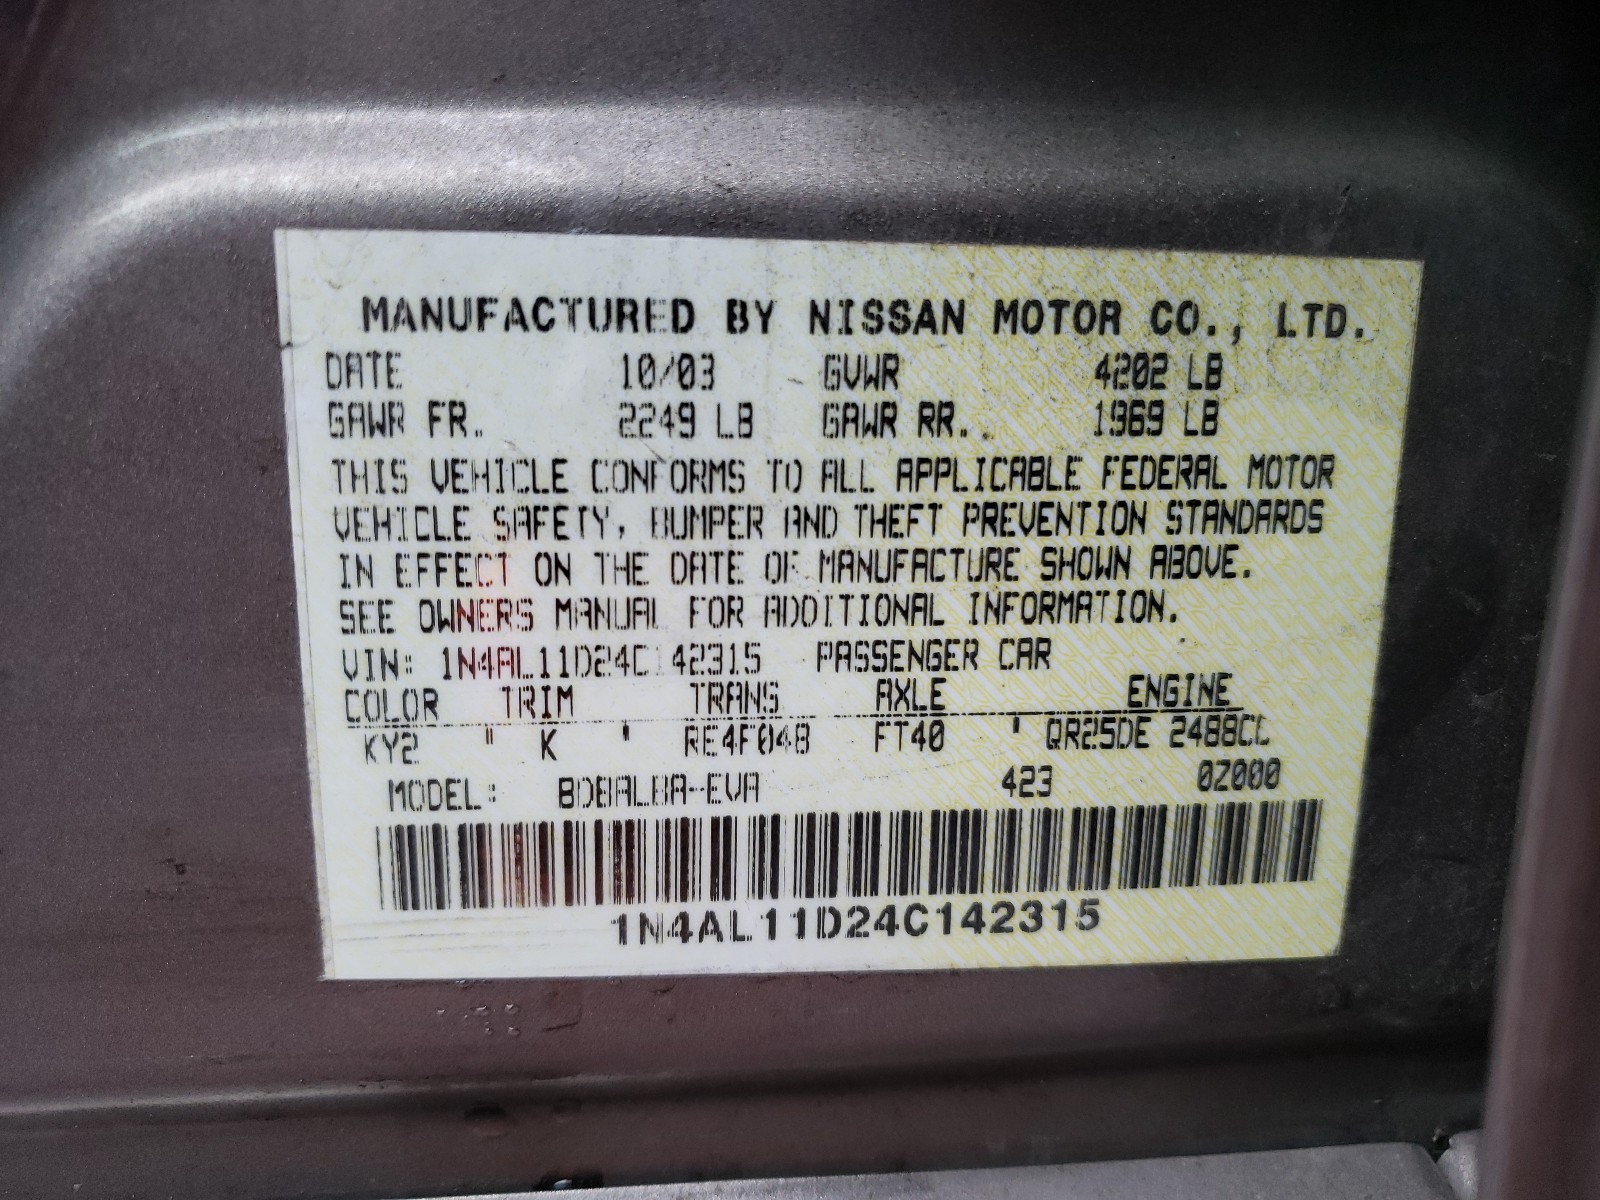 MANUFACTURED BY NISSAN MOTOR CO., LTD.
DATE 10/03 GVWR 4202 LB
GAWR FR. 2249 LB GAWR RR. 1969 LB
THIS VEHICLE CONFORMS TO ALL APPLICABLE FEDERAL MOTOR
VEHICLE SAFETY, BUMPER AND THEFT PREVENTION STANDARDS
IN EFFECT ON THE DATE OF MANUFACTURE SHOWN ABOVE.
SEE OWNERS MANUAL FOR ADDITIONAL INFORMATION.
VIN: 1N4AL11D24C142315 PASSENGER CAR
COLOR TRIM TRANS AXLE ENGINE
KY2 " K ' RE4F04B FT40 ' QR25DE 2488CC
MODEL: BDBALBA-EVA 423 0Z000
1N4AL11D24C142315